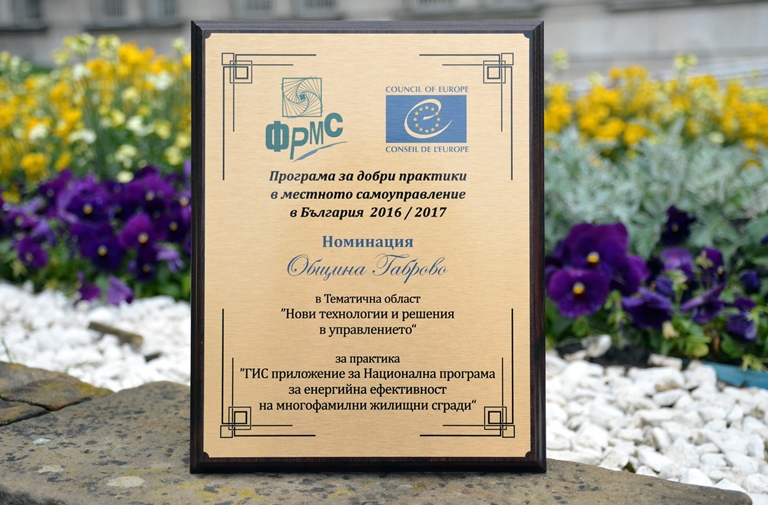 ФРМС
COUNCIL OF EUROPE
CONSEIL DE L'EUROPE
Програма за добри практики
в местното самоуправление
в България 2016 / 2017
Номинация
Община Габрово
в Тематична област
"Нови технологии и решения
в управлението“
за практика
"ГИС приложение за Национална програма
за енергийна ефективност
на многофамилни жилищни сгради“